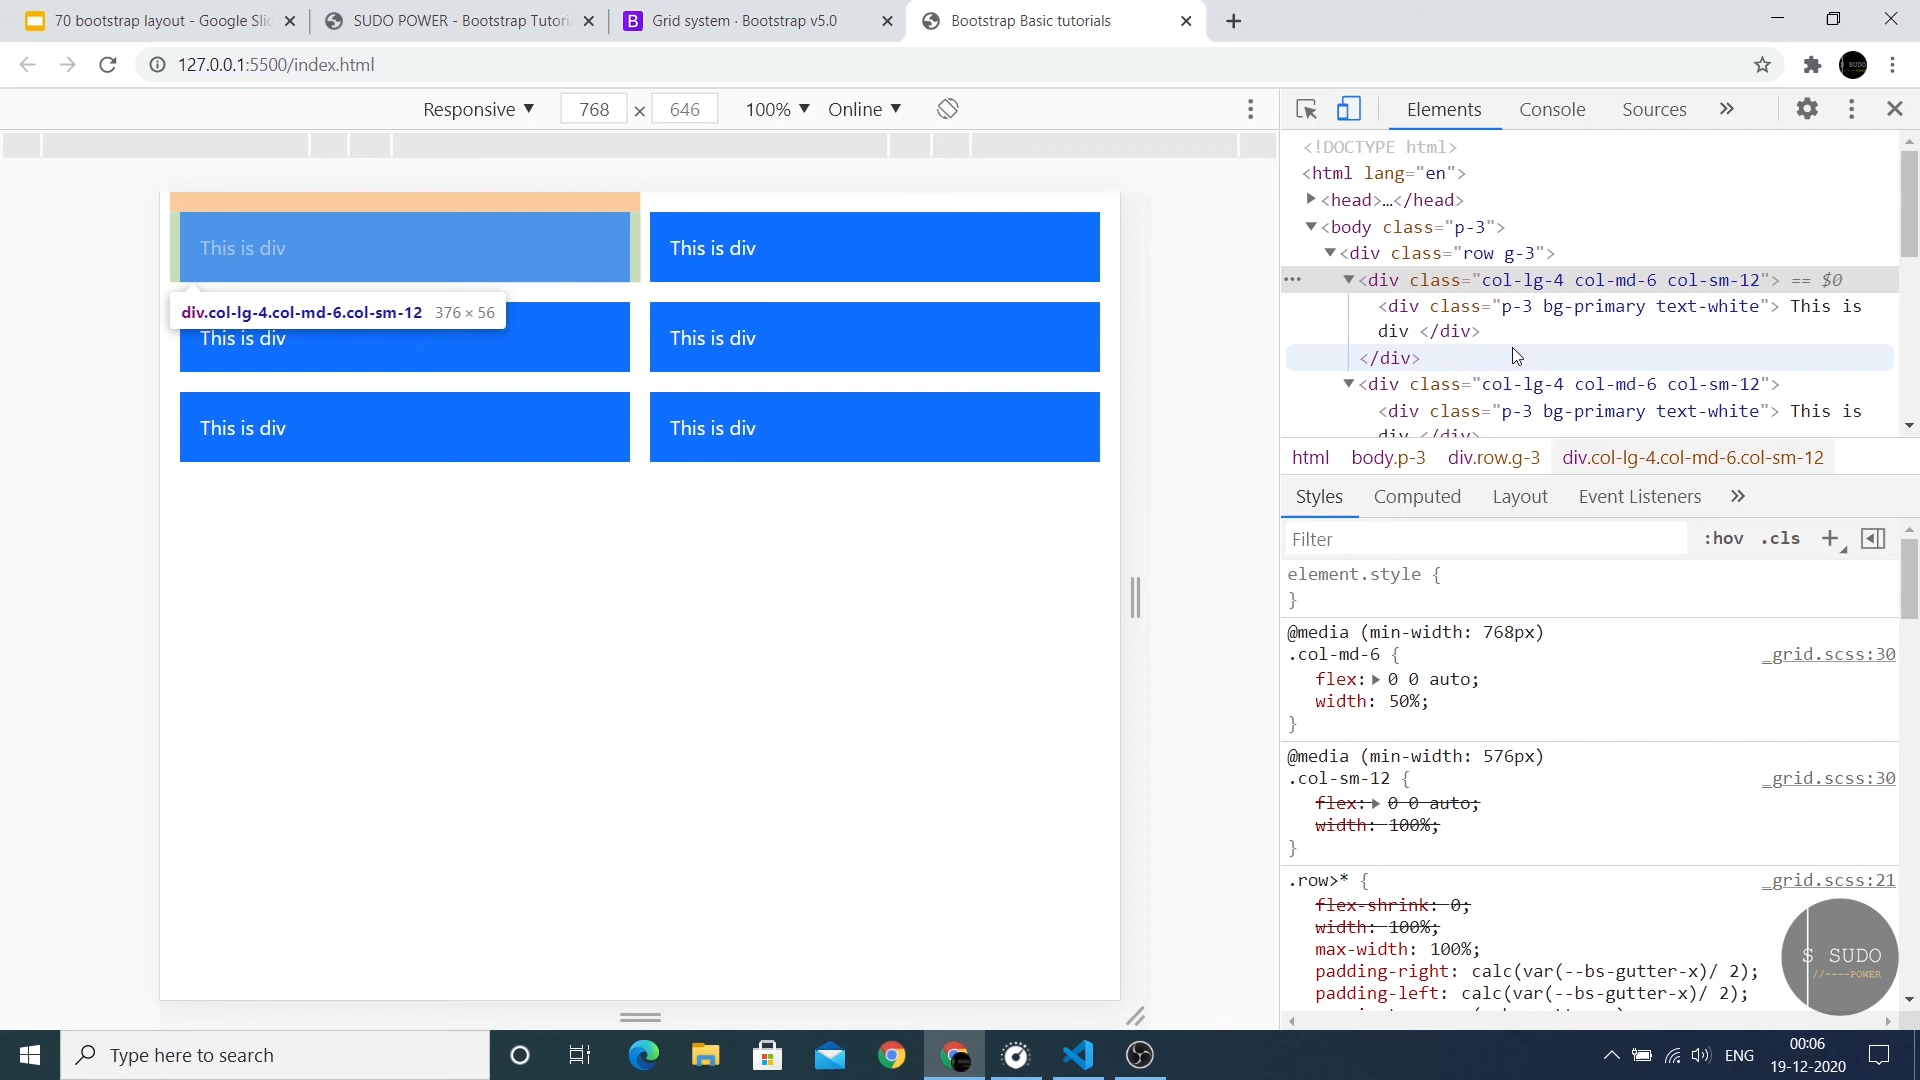 70 bootstrap layout - Google Slid
SUDO POWER - Bootstrap Tutori
Grid system · Bootstrap v5.0
Bootstrap Basic tutorials
127.0.0.1:5500/index.html
Responsive ▼ 768 × 646 100% ▼ Online ▼
Elements Console Sources »
<!DOCTYPE html>
<html lang="en">
<head>…</head>
<body class="p-3">
<div class="row g-3">
<div class="col-lg-4 col-md-6 col-sm-12"> == $0
<div class="p-3 bg-primary text-white"> This is
div </div>
</div>
<div class="col-lg-4 col-md-6 col-sm-12">
<div class="p-3 bg-primary text-white"> This is
div </div>
This is div
This is div
div.col-lg-4.col-md-6.col-sm-12 376 × 56
This is div
This is div
This is div
This is div
html body.p-3 div.row.g-3 div.col-lg-4.col-md-6.col-sm-12
Styles Computed Layout Event Listeners »
Filter :hov .cls +
element.style {
}
@media (min-width: 768px)
.col-md-6 { _grid.scss:30
flex: 0 0 auto;
width: 50%;
}
@media (min-width: 576px)
.col-sm-12 { _grid.scss:30
flex: 0 0 auto;
width: 100%;
}
.row>* { _grid.scss:21
flex-shrink: 0;
width: 100%;
max-width: 100%;
padding-right: calc(var(--bs-gutter-x)/ 2);
padding-left: calc(var(--bs-gutter-x)/ 2);
S SUDO
//----POWER
Type here to search
ENG
00:06
19-12-2020